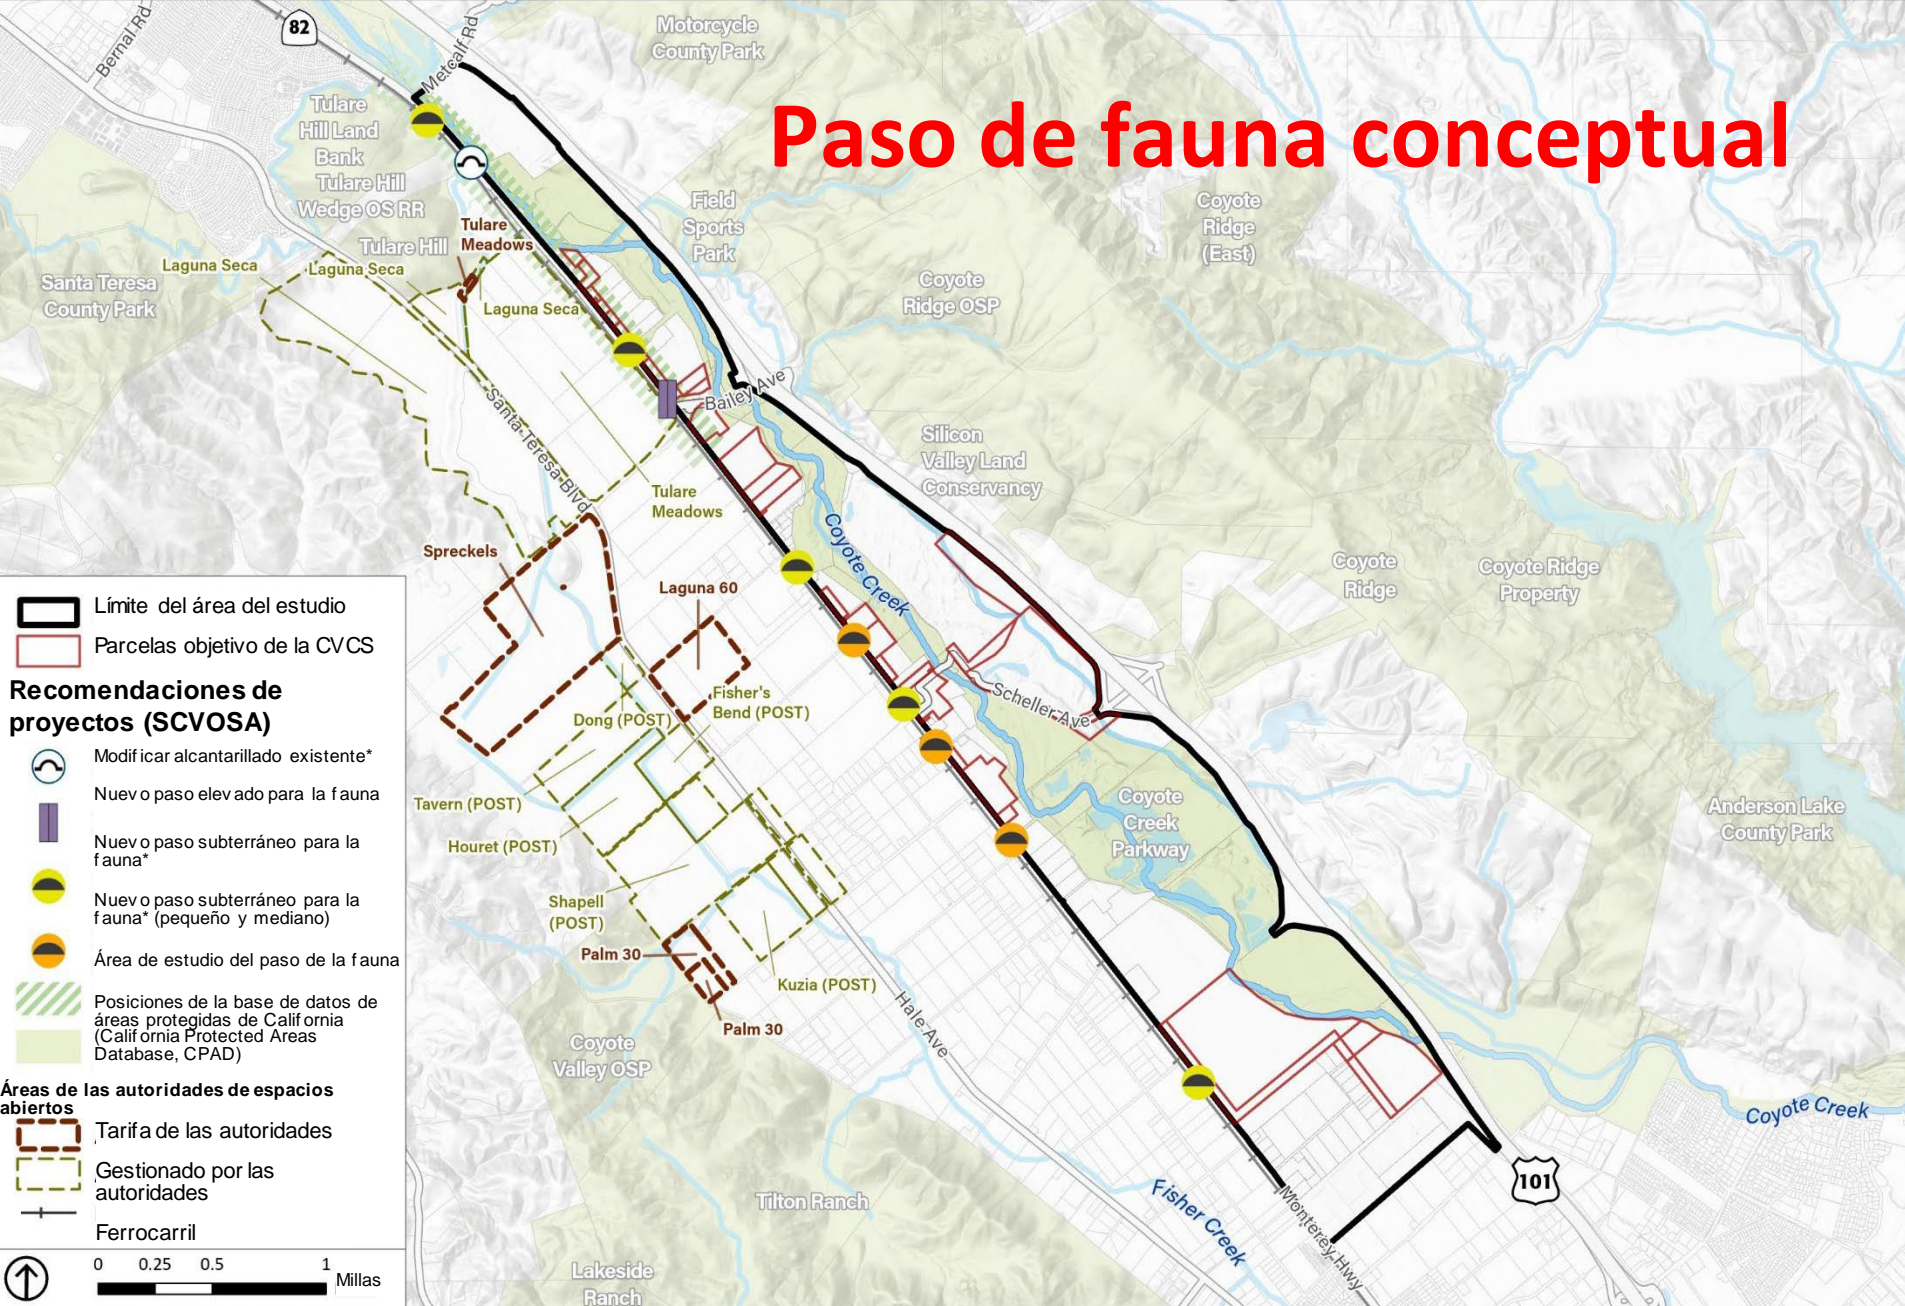 Paso de fauna conceptual
82
Bernal Rd
Metcalf Rd
Motorcycle
County Park
Tulare
Hill Land
Bank
Tulare Hill
Wedge OS RR
Tulare Hill
Tulare
Meadows
Laguna Seca
Laguna Seca
Laguna Seca
Santa Teresa
County Park
Field
Sports
Park
Coyote
Ridge
(East)
Coyote
Ridge OSP
Bailey Ave
Santa Teresa Blvd
Silicon
Valley Land
Conservancy
Tulare
Meadows
Coyote Creek
Spreckels
Laguna 60
Coyote
Ridge
Coyote Ridge
Property
Fisher's
Bend (POST)
Dong (POST)
Scheller Ave
Tavern (POST)
Houret (POST)
Coyote
Creek
Parkway
Anderson Lake
County Park
Shapell
(POST)
Palm 30
Kuzia (POST)
Palm 30
Hale Ave
Coyote
Valley OSP
Coyote Creek
Tilton Ranch
Fisher Creek
Monterey Hwy
101
Lakeside
Ranch
Límite del área del estudio
Parcelas objetivo de la CVCS
Recomendaciones de
proyectos (SCVOSA)
Modificar alcantarillado existente*
Nuevo paso elevado para la fauna
Nuevo paso subterráneo para la
fauna*
Nuevo paso subterráneo para la
fauna* (pequeño y mediano)
Área de estudio del paso de la fauna
Posiciones de la base de datos de
áreas protegidas de California
(California Protected Areas
Database, CPAD)
Áreas de las autoridades de espacios
abiertos
Tarifa de las autoridades
Gestionado por las
autoridades
Ferrocarril
0 0.25 0.5 1
Millas